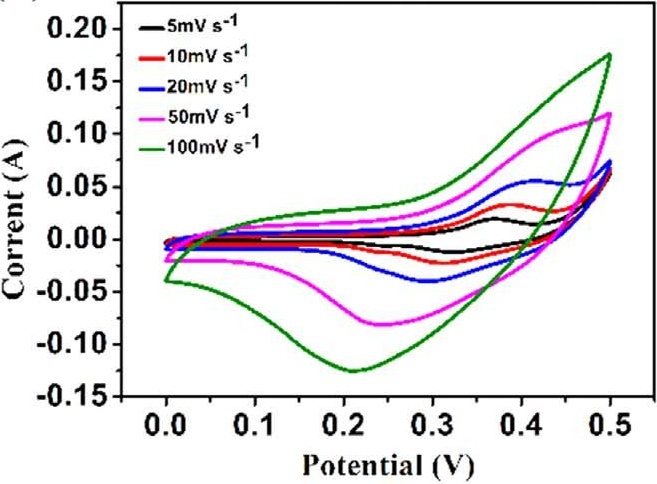 0.20
0.15
0.10
0.05
0.00
-0.05
-0.10
-0.15
Corrent (A)
5mV s-1
10mV s-1
20mV s-1
50mV s-1
100mV s-1
0.0 0.1 0.2 0.3 0.4 0.5
Potential (V)